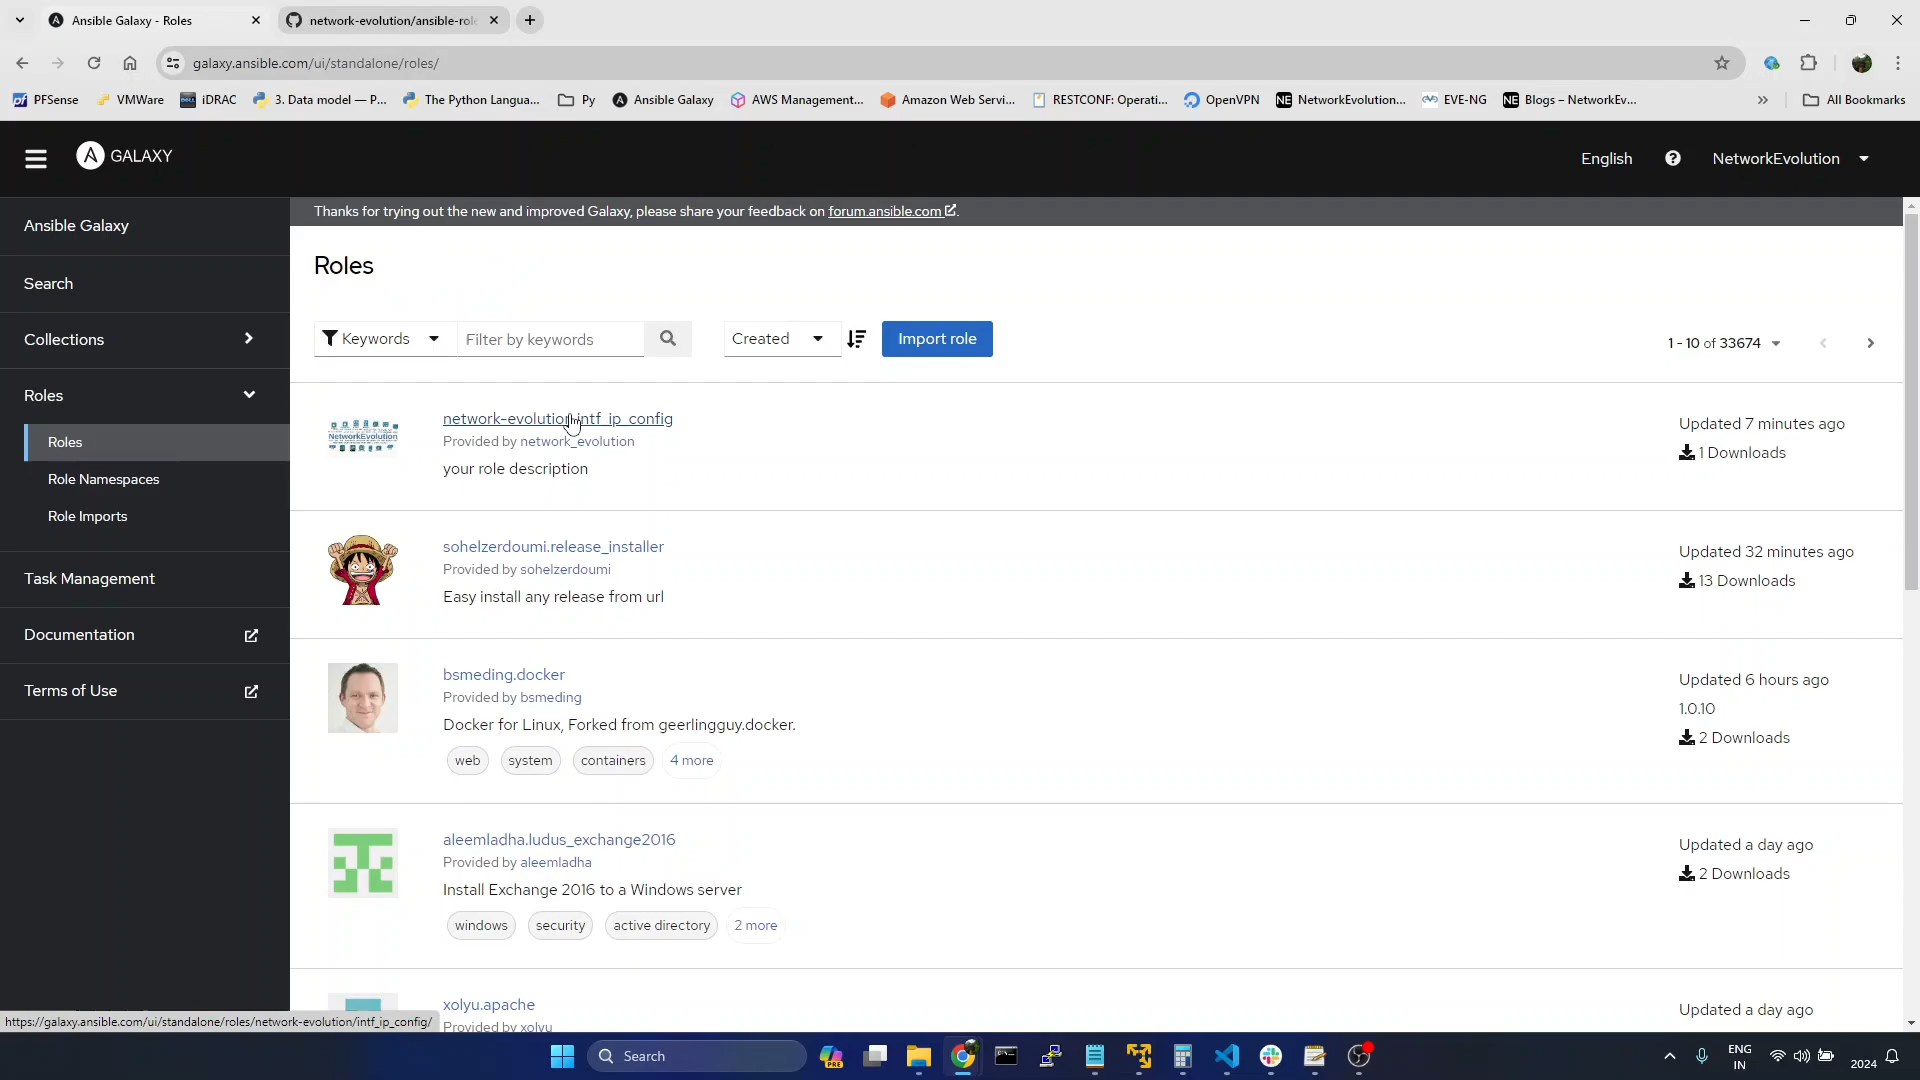 Ansible Galaxy - Roles
network-evolution/ansible-role
galaxy.ansible.com/ui/standalone/roles/
PFSense
VMWare
iDRAC
3. Data model — P...
The Python Langua...
Py
Ansible Galaxy
AWS Management...
Amazon Web Servi...
RESTCONF: Operati...
OpenVPN
NetworkEvolution...
EVE-NG
Blogs – NetworkEv...
All Bookmarks
GALAXY
English
NetworkEvolution
Thanks for trying out the new and improved Galaxy, please share your feedback on forum.ansible.com.
Ansible Galaxy
Search
Collections
Roles
Roles
Role Namespaces
Role Imports
Task Management
Documentation
Terms of Use
Roles
Keywords
Filter by keywords
Created
Import role
1 - 10 of 33674
network-evolution.intf_ip_config
Provided by network_evolution
your role description
Updated 7 minutes ago
1 Downloads
sohelzerdoumi.release_installer
Provided by sohelzerdoumi
Easy install any release from url
Updated 32 minutes ago
13 Downloads
bsmeding.docker
Provided by bsmeding
Docker for Linux, Forked from geerlingguy.docker.
web system containers 4 more
Updated 6 hours ago
1.0.10
2 Downloads
aleemladha.ludus_exchange2016
Provided by aleemladha
Install Exchange 2016 to a Windows server
windows security active directory 2 more
Updated a day ago
2 Downloads
xolyu.apache
Provided by xolyu
Updated a day ago
https://galaxy.ansible.com/ui/standalone/roles/network-evolution/intf_ip_config/
Search
ENG
IN
2024